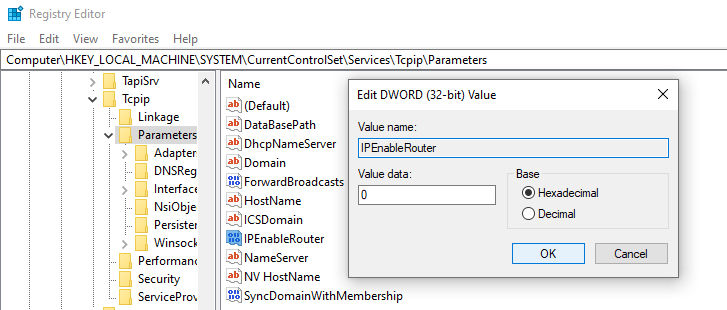 Registry Editor
File Edit View Favorites Help
Computer\HKEY_LOCAL_MACHINE\SYSTEM\CurrentControlSet\Services\Tcpip\Parameters
TapiSrv
Tcpip
Linkage
Parameters
Adapter
DNSReg
Interface
NsiObje
Persister
Winsock
Performanc
Security
ServiceProv
Name
(Default)
DataBasePath
DhcpNameServer
Domain
ForwardBroadcasts
HostName
ICSDomain
IPEnableRouter
NameServer
NV HostName
SyncDomainWithMembership
Edit DWORD (32-bit) Value
Value name:
IPEnableRouter
Value data:
0
Base
Hexadecimal
Decimal
OK Cancel